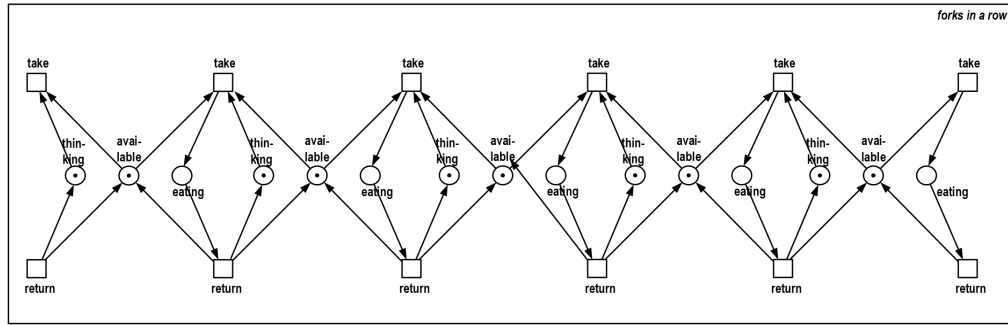 forks in a row
take
take
take
take
take
take
thin-
king
avai-
lable
eating
thin-
king
avai-
lable
eating
thin-
king
avai-
lable
eating
thin-
king
avai-
lable
eating
thin-
king
avai-
lable
eating
return
return
return
return
return
return